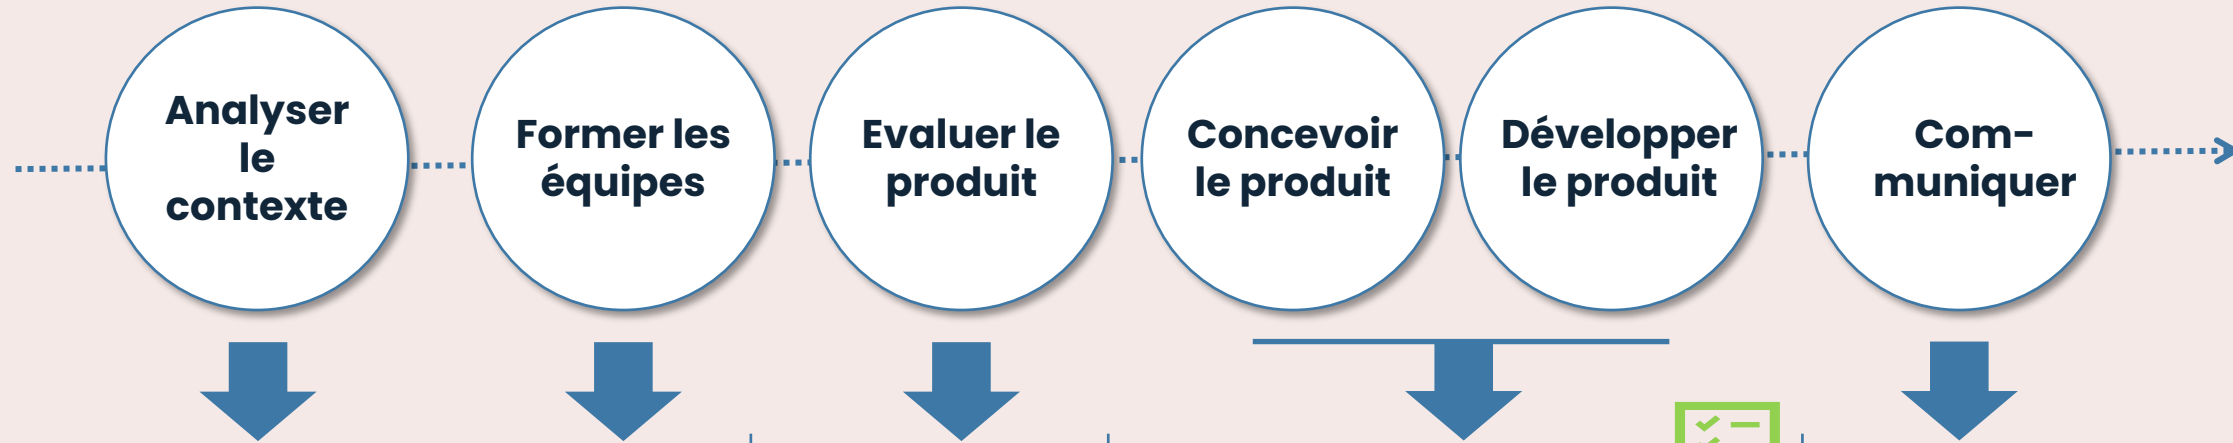 Analyser
le
contexte
Former les
équipes
Evaluer le
produit
Concevoir
le produit
Développer
le produit
Com-
muniquer